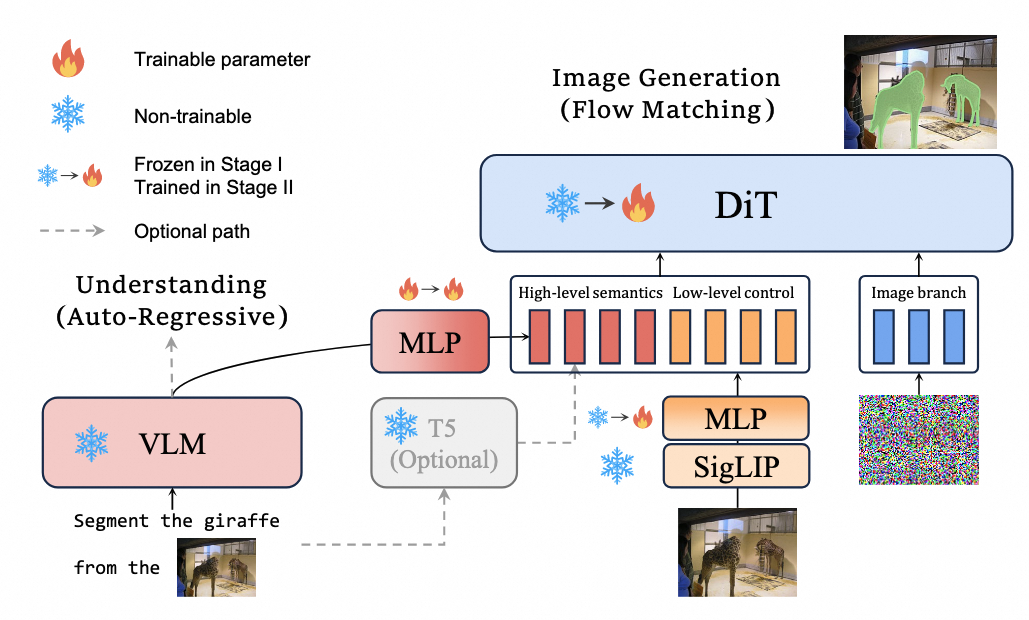 Trainable parameter
Non-trainable
Frozen in Stage I
Trained in Stage II
Optional path
Understanding
(Auto-Regressive)
Image Generation
(Flow Matching)
DiT
High-level semantics
Low-level control
Image branch
MLP
VLM
T5
(Optional)
MLP
SigLIP
Segment the giraffe
from the